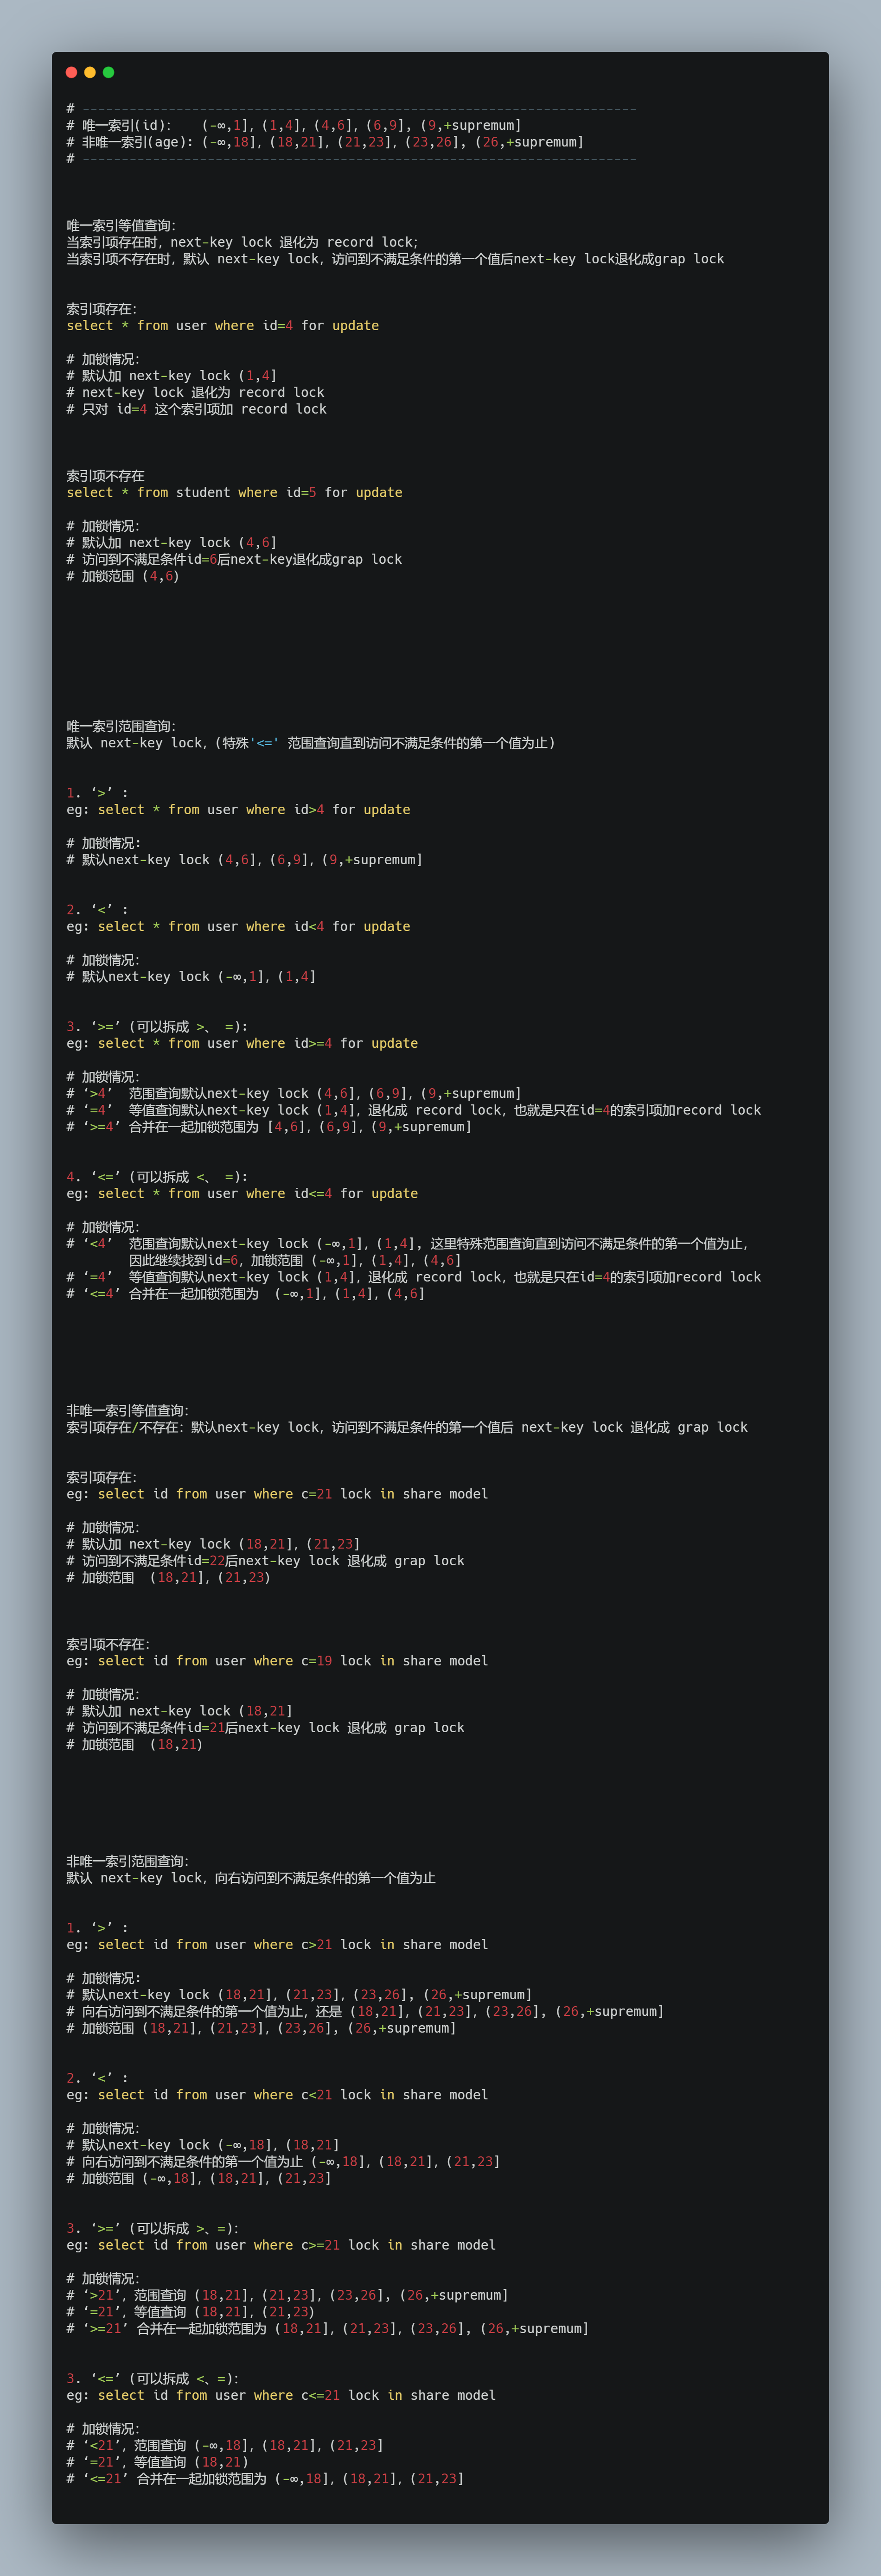 # -----------------------------------------------------------------------
# 唯一索引(id)：  (-∞,1]，(1,4]，(4,6]，(6,9]，(9,+supremum]
# 非唯一索引(age)：(-∞,18]，(18,21]，(21,23]，(23,26]，(26,+supremum]
# -----------------------------------------------------------------------
唯一索引等值查询：
当索引项存在时，next-key lock 退化为 record lock；
当索引项不存在时，默认 next-key lock，访问到不满足条件的第一个值后next-key lock退化成grap lock
索引项存在：
select * from user where id=4 for update
# 加锁情况：
# 默认加 next-key lock (1,4]
# next-key lock 退化为 record lock
# 只对 id=4 这个索引项加 record lock
索引项不存在
select * from student where id=5 for update
# 加锁情况：
# 默认加 next-key lock (4,6]
# 访问到不满足条件id=6后next-key退化成grap lock
# 加锁范围 (4,6)
唯一索引范围查询：
默认 next-key lock，(特殊'<=' 范围查询直到访问不满足条件的第一个值为止)
1. ‘>’ :
eg: select * from user where id>4 for update
# 加锁情况:
# 默认next-key lock (4,6]，(6,9]，(9,+supremum]
2. ‘<’ :
eg: select * from user where id<4 for update
# 加锁情况：
# 默认next-key lock (-∞,1]，(1,4]
3. ‘>=’ (可以拆成 >、 =):
eg: select * from user where id>=4 for update
# 加锁情况：
# ‘>4’  范围查询默认next-key lock (4,6]，(6,9]，(9,+supremum]
# ‘=4’  等值查询默认next-key lock (1,4]，退化成 record lock，也就是只在id=4的索引项加record lock
# ‘>=4’ 合并在一起加锁范围为 [4,6]，(6,9]，(9,+supremum]
4. ‘<=’ (可以拆成 <、 =):
eg: select * from user where id<=4 for update
# 加锁情况：
# ‘<4’  范围查询默认next-key lock (-∞,1]，(1,4]，这里特殊范围查询直到访问不满足条件的第一个值为止，
因此继续找到id=6，加锁范围 (-∞,1]，(1,4]，(4,6]
# ‘=4’  等值查询默认next-key lock (1,4]，退化成 record lock，也就是只在id=4的索引项加record lock
# ‘<=4’ 合并在一起加锁范围为  (-∞,1]，(1,4]，(4,6]
非唯一索引等值查询：
索引项存在/不存在：默认next-key lock，访问到不满足条件的第一个值后 next-key lock 退化成 grap lock
索引项存在：
eg: select id from user where c=21 lock in share model
# 加锁情况：
# 默认加 next-key lock (18,21]，(21,23]
# 访问到不满足条件id=22后next-key lock 退化成 grap lock
# 加锁范围  (18,21]，(21,23)
索引项不存在：
eg: select id from user where c=19 lock in share model
# 加锁情况：
# 默认加 next-key lock (18,21]
# 访问到不满足条件id=21后next-key lock 退化成 grap lock
# 加锁范围  (18,21)
非唯一索引范围查询：
默认 next-key lock，向右访问到不满足条件的第一个值为止
1. ‘>’ :
eg: select id from user where c>21 lock in share model
# 加锁情况:
# 默认next-key lock (18,21]，(21,23]，(23,26]，(26,+supremum]
# 向右访问到不满足条件的第一个值为止，还是 (18,21]，(21,23]，(23,26]，(26,+supremum]
# 加锁范围 (18,21]，(21,23]，(23,26]，(26,+supremum]
2. ‘<’ :
eg: select id from user where c<21 lock in share model
# 加锁情况：
# 默认next-key lock (-∞,18]，(18,21]
# 向右访问到不满足条件的第一个值为止 (-∞,18]，(18,21]，(21,23]
# 加锁范围 (-∞,18]，(18,21]，(21,23]
3. ‘>=’ (可以拆成 >、=)：
eg: select id from user where c>=21 lock in share model
# 加锁情况：
# ‘>21’，范围查询 (18,21]，(21,23]，(23,26]，(26,+supremum]
# ‘=21’，等值查询 (18,21]，(21,23)
# ‘>=21’ 合并在一起加锁范围为 (18,21]，(21,23]，(23,26]，(26,+supremum]
3. ‘<=’ (可以拆成 <、=)：
eg: select id from user where c<=21 lock in share model
# 加锁情况：
# ‘<21’，范围查询 (-∞,18]，(18,21]，(21,23]
# ‘=21’，等值查询 (18,21)
# ‘<=21’ 合并在一起加锁范围为 (-∞,18]，(18,21]，(21,23]